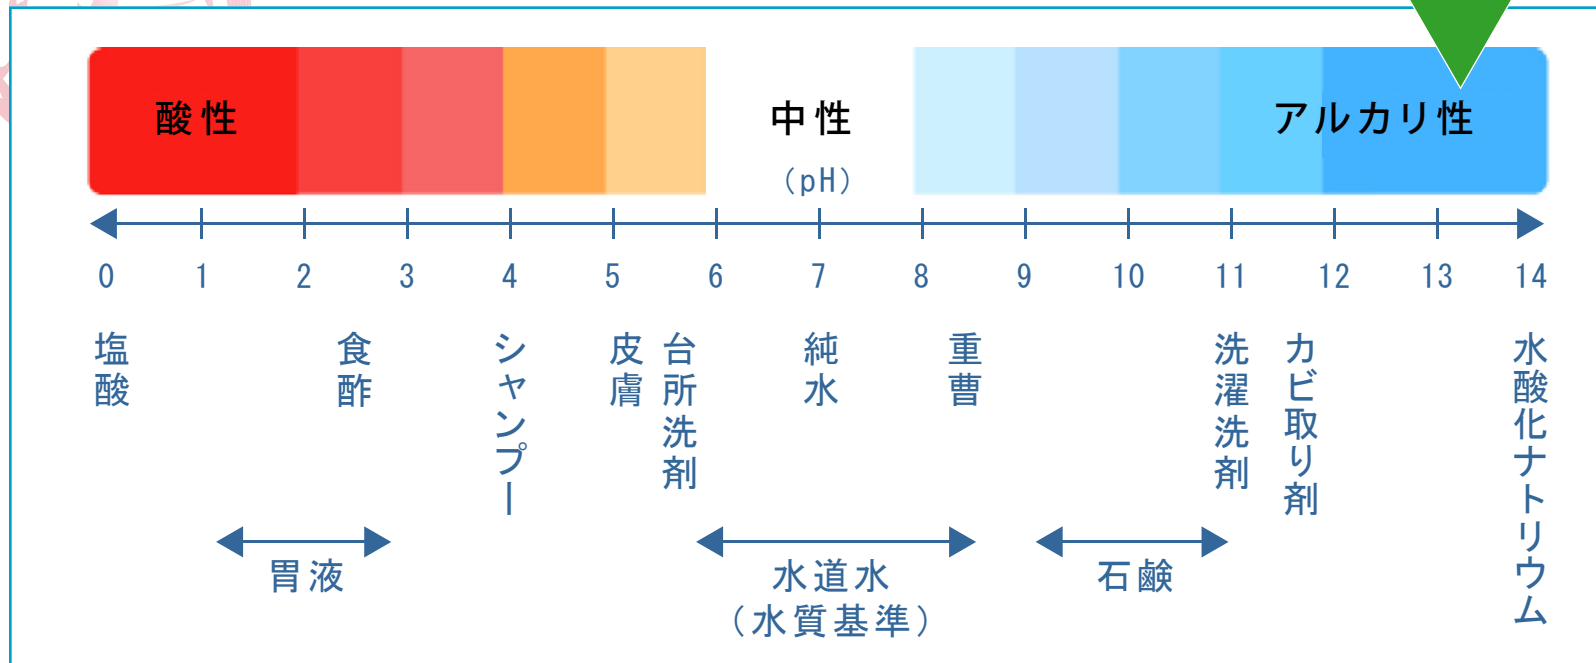 酸性
中性
アルカリ性
(pH)
0 1 2 3 4 5 6 7 8 9 10 11 12 13 14
塩酸
食酢
シャンプー
皮膚
台所洗剤
純水
重曹
洗濯洗剤
カビ取り剤
水酸化ナトリウム
胃液
水道水
(水質基準)
石鹸